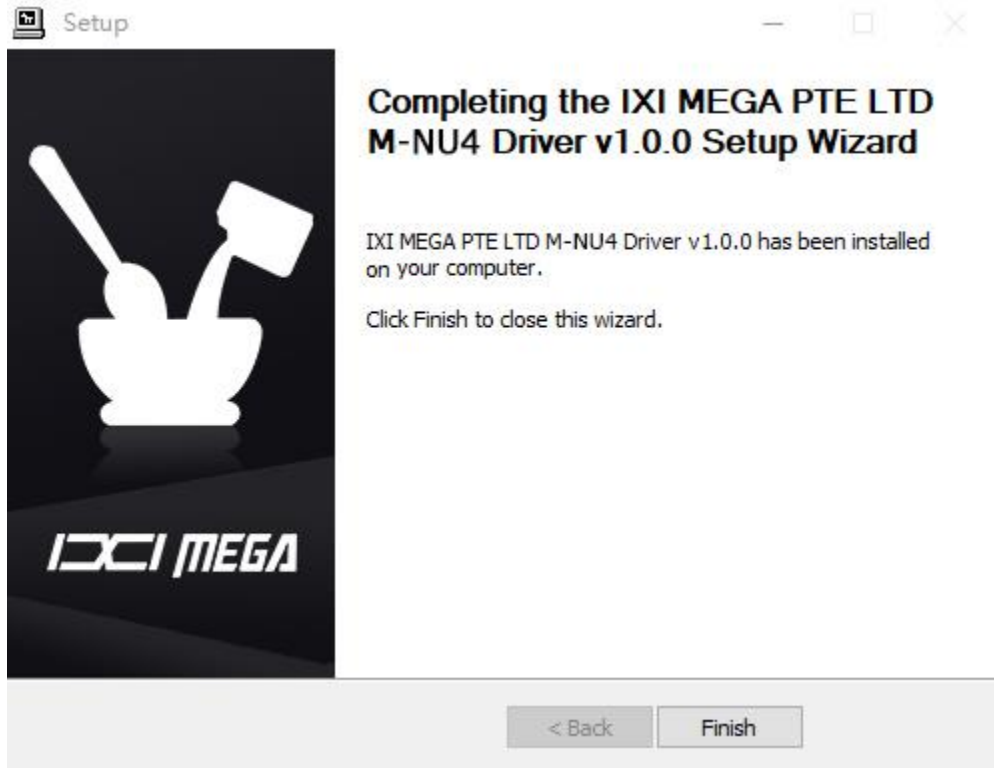 Setup
Completing the IXI MEGA PTE LTD
M-NU4 Driver v1.0.0 Setup Wizard
IXI MEGA PTE LTD M-NU4 Driver v1.0.0 has been installed
on your computer.
Click Finish to close this wizard.
IXI MEGA
< Back
Finish